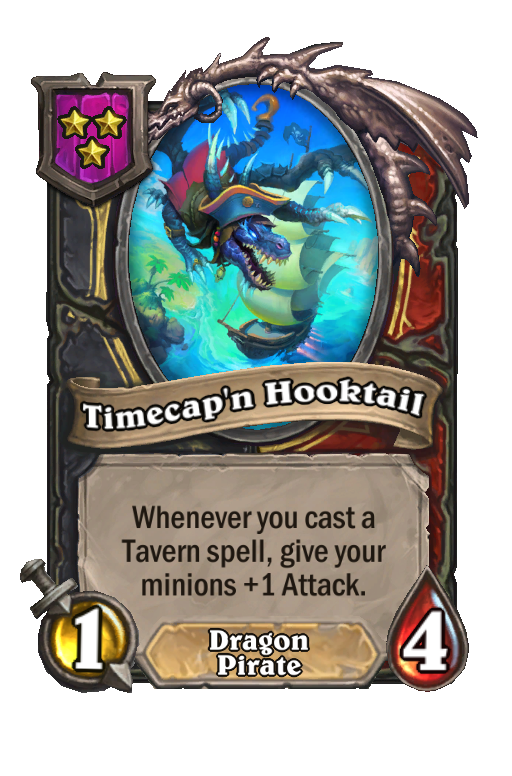 Timecap'n Hooktail
Whenever you cast a
Tavern spell, give your
minions +1 Attack.
1
Dragon
Pirate
4